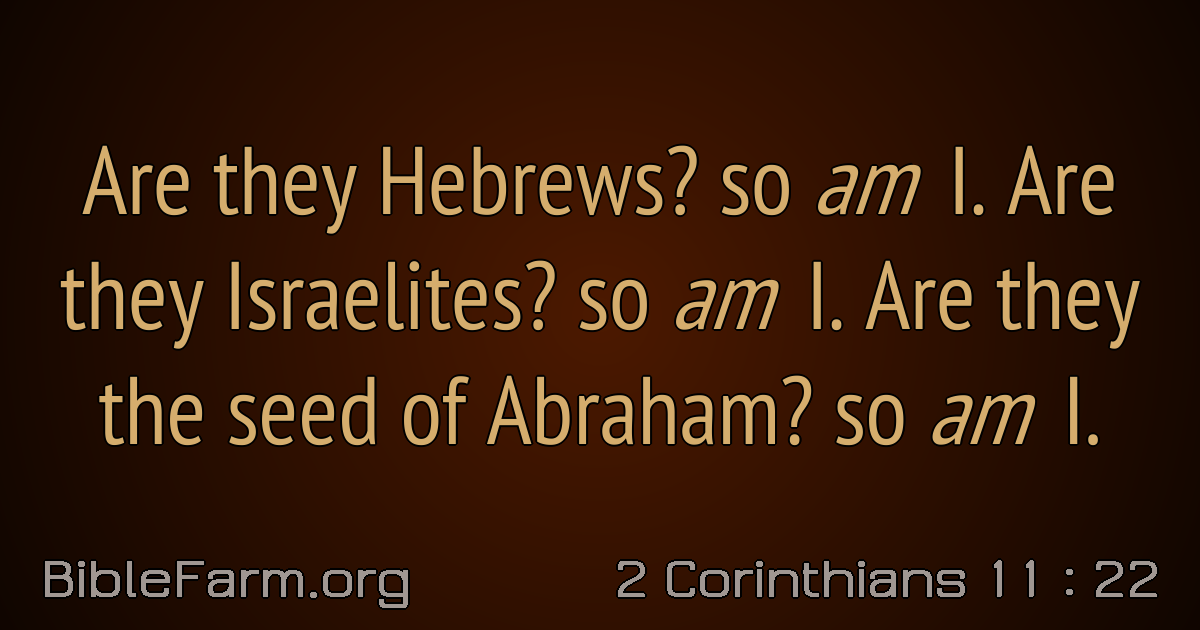 Are they Hebrews? so am I. Are
they Israelites? so am I. Are they
the seed of Abraham? so am I.
BibleFarm.org
2 Corinthians 11 : 22